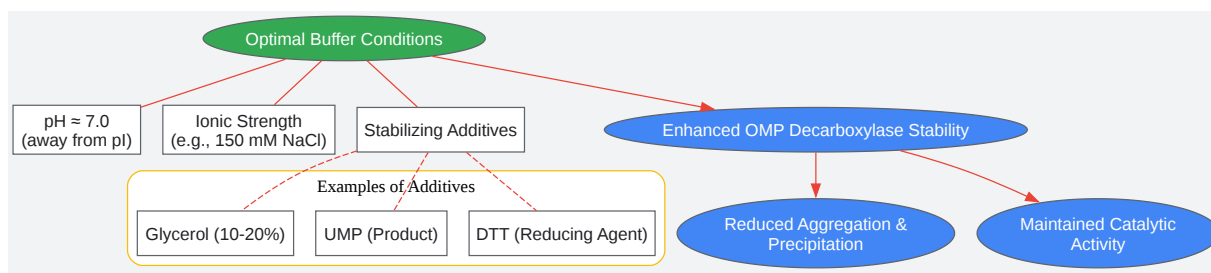 Optimal Buffer Conditions
pH ≈ 7.0
(away from pI)
Ionic Strength
(e.g., 150 mM NaCl)
Stabilizing Additives
Enhanced OMP Decarboxylase Stability
Examples of Additives
Glycerol (10-20%)
UMP (Product)
DTT (Reducing Agent)
Reduced Aggregation &
Precipitation
Maintained Catalytic
Activity